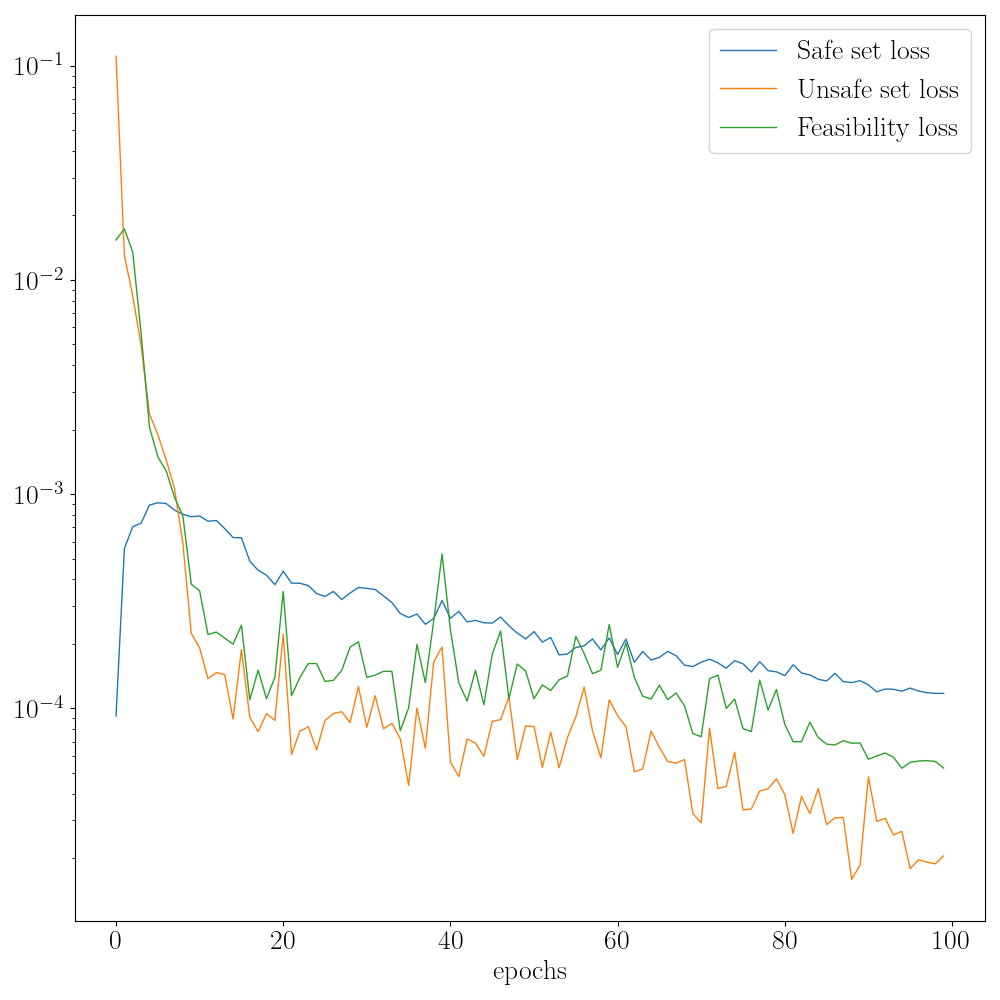 Safe set loss
Unsafe set loss
Feasibility loss
10⁻¹
10⁻²
10⁻³
10⁻⁴
0 20 40 60 80 100
epochs